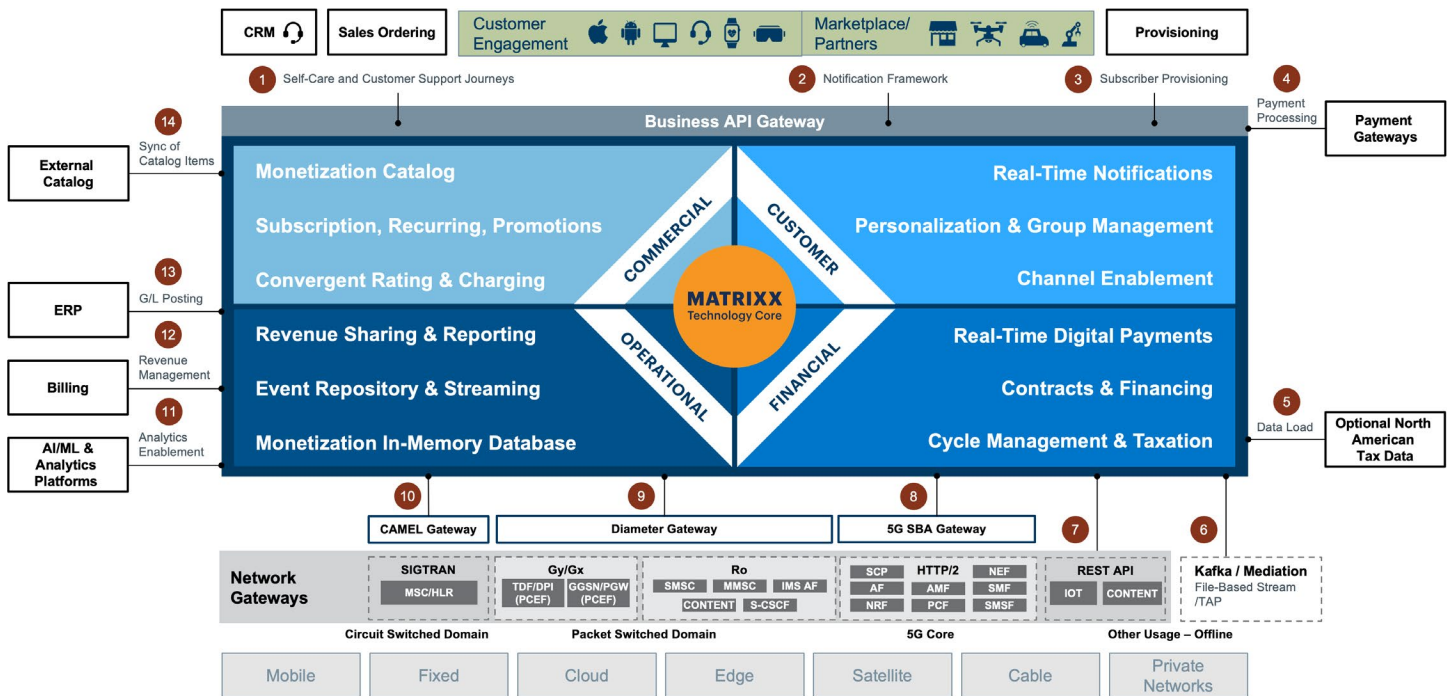 CRM
Sales Ordering
Customer
Engagement
Marketplace/
Partners
Provisioning
1 Self-Care and Customer Support Journeys
2 Notification Framework
3 Subscriber Provisioning
4
Payment
Processing
Payment
Gateways
Business API Gateway
14
Sync of
Catalog Items
External
Catalog
Monetization Catalog
Subscription, Recurring, Promotions
Convergent Rating & Charging
COMMERCIAL
CUSTOMER
Real-Time Notifications
Personalization & Group Management
Channel Enablement
MATRIXX
Technology Core
13
G/L Posting
ERP
12
Revenue
Management
Billing
11
Analytics
Enablement
AI/ML &
Analytics
Platforms
Revenue Sharing & Reporting
Event Repository & Streaming
Monetization In-Memory Database
OPERATIONAL
FINANCIAL
Real-Time Digital Payments
Contracts & Financing
Cycle Management & Taxation
5
Data Load
Optional North
American
Tax Data
10
9
8
7
6
CAMEL Gateway
Diameter Gateway
5G SBA Gateway
Network
Gateways
SIGTRAN
MSC/HLR
Gy/Gx
TDF/DPI
(PCEF)
GGSN/PGW
(PCEF)
Ro
SMSC
MMSC
IMS AF
CONTENT
S-CSCF
SCP
HTTP/2
NEF
AF
AMF
SMF
NRF
PCF
SMSF
REST API
IOT
CONTENT
Kafka / Mediation
File-Based Stream
/TAP
Circuit Switched Domain
Packet Switched Domain
5G Core
Other Usage – Offline
Mobile
Fixed
Cloud
Edge
Satellite
Cable
Private
Networks